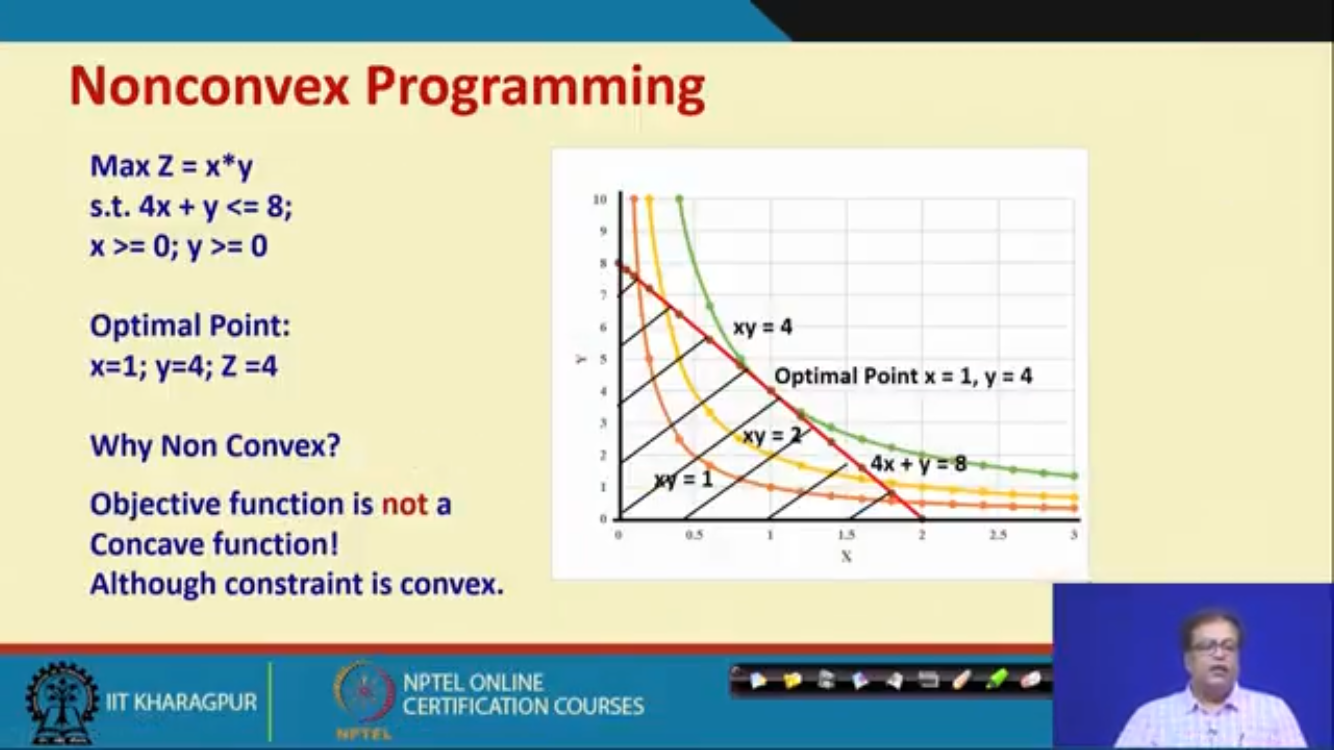 Nonconvex Programming
Max Z = x*y
s.t. 4x + y <= 8;
x >= 0; y >= 0
Optimal Point:
x=1; y=4; Z =4
Why Non Convex?
Objective function is not a
Concave function!
Although constraint is convex.
10
9
8
7
6
5
4
3
2
1
0
Y
xy = 4
Optimal Point x = 1, y = 4
xy = 2
4x + y = 8
xy = 1
0 0.5 1 1.5 2 2.5 3
X
IIT KHARAGPUR
NPTEL
NPTEL ONLINE
CERTIFICATION COURSES